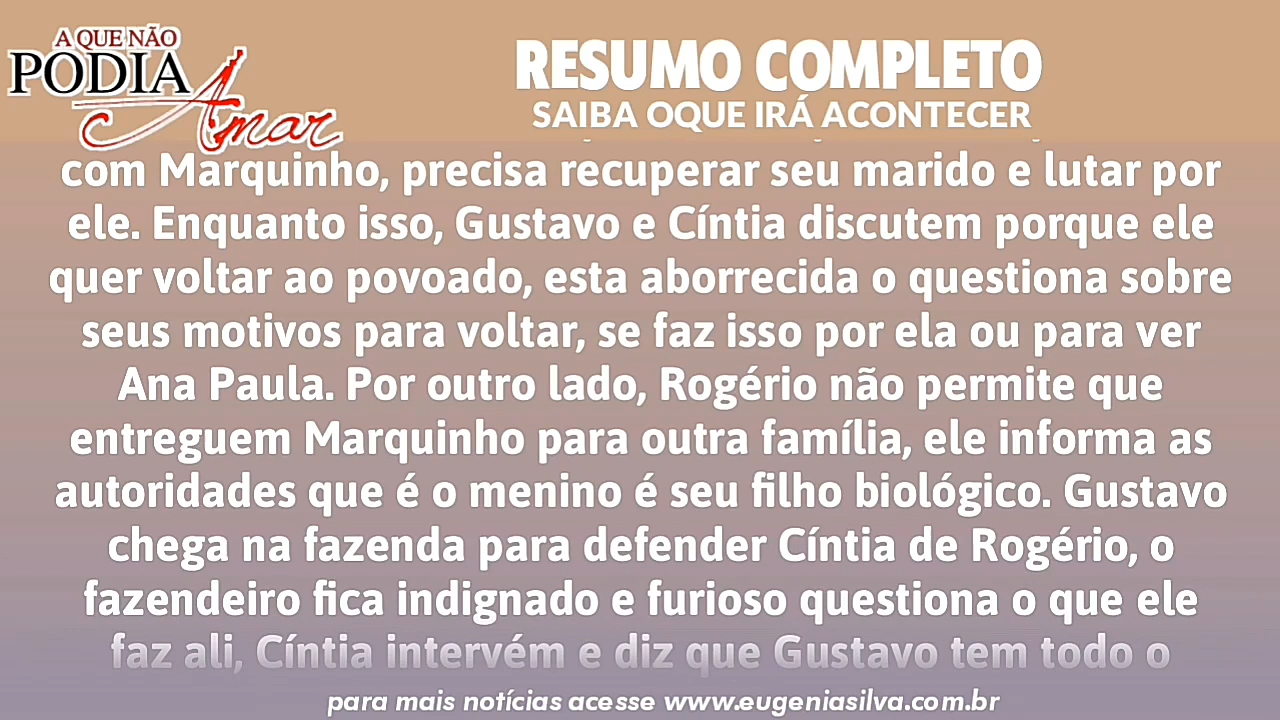 A QUE NÃO
PODIA
Amar
RESUMO COMPLETO
SAIBA OQUE IRÁ ACONTECER
com Marquinho, precisa recuperar seu marido e lutar por
ele. Enquanto isso, Gustavo e Cíntia discutem porque ele
quer voltar ao povoado, esta aborrecida o questiona sobre
seus motivos para voltar, se faz isso por ela ou para ver
Ana Paula. Por outro lado, Rogério não permite que
entreguem Marquinho para outra família, ele informa as
autoridades que é o menino é seu filho biológico. Gustavo
chega na fazenda para defender Cíntia de Rogério, o
fazendeiro fica indignado e furioso questiona o que ele
faz ali, Cíntia intervém e diz que Gustavo tem todo o
para mais notícias acesse www.eugeniasilva.com.br